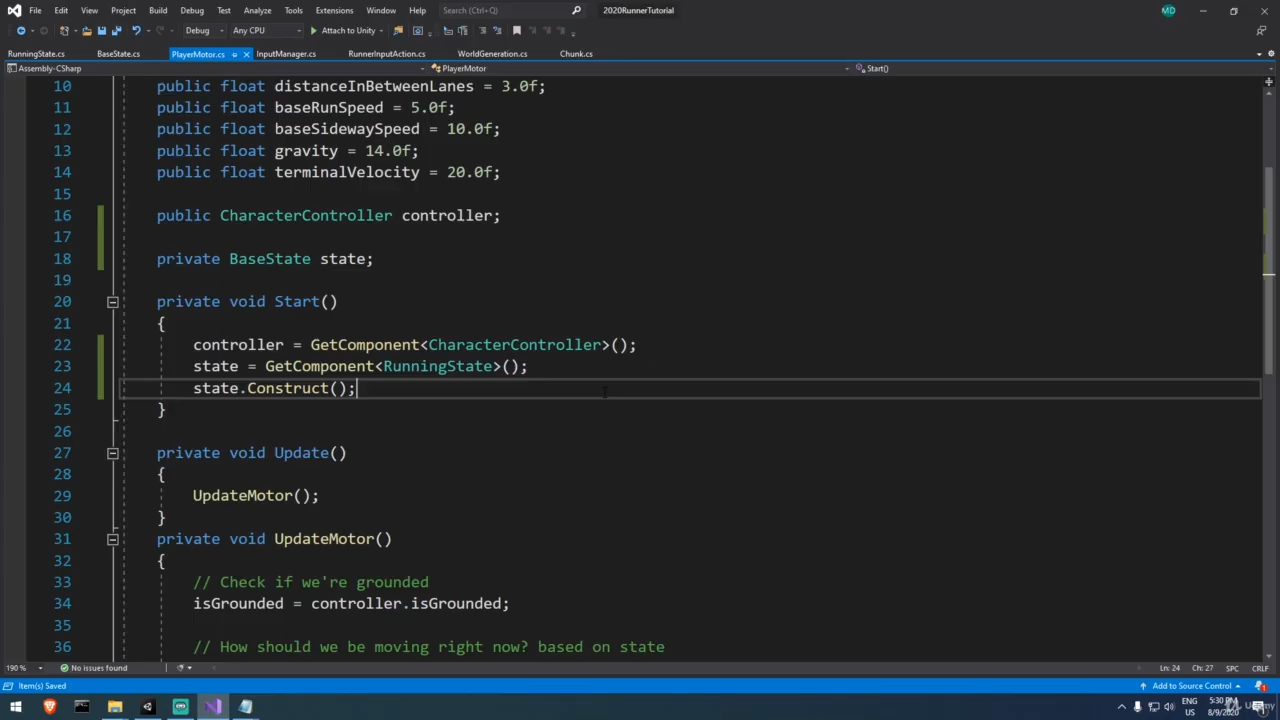 File Edit View Project Build Debug Test Analyze Tools Extensions Window Help Search (Ctrl+Q) 2020RunnerTutorial MD
Debug Any CPU Attach to Unity
RunningState.cs BaseState.cs PlayerMotor.cs InputManager.cs RunnerInputAction.cs WorldGeneration.cs Chunk.cs
Assembly-CSharp PlayerMotor Start()
10 public float distanceInBetweenLanes = 3.0f;
11 public float baseRunSpeed = 5.0f;
12 public float baseSidewaySpeed = 10.0f;
13 public float gravity = 14.0f;
14 public float terminalVelocity = 20.0f;
15
16 public CharacterController controller;
17
18 private BaseState state;
19
20 private void Start()
21 {
22 controller = GetComponent<CharacterController>();
23 state = GetComponent<RunningState>();
24 state.Construct();
25 }
26
27 private void Update()
28 {
29 UpdateMotor();
30 }
31 private void UpdateMotor()
32 {
33 // Check if we're grounded
34 isGrounded = controller.isGrounded;
35
36 // How should we be moving right now? based on state
190 % No issues found Ln: 24 Ch: 27 SPC CRLF
Item(s) Saved Add to Source Control 1
ENG 5:30 PM
US 8/9/2020
Udemy